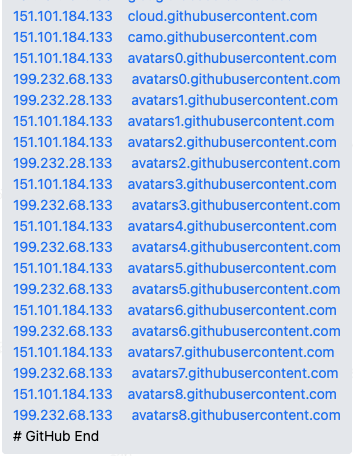 151.101.184.133 cloud.githubusercontent.com
151.101.184.133 camo.githubusercontent.com
151.101.184.133 avatars0.githubusercontent.com
199.232.68.133 avatars0.githubusercontent.com
199.232.28.133 avatars1.githubusercontent.com
151.101.184.133 avatars1.githubusercontent.com
151.101.184.133 avatars2.githubusercontent.com
199.232.28.133 avatars2.githubusercontent.com
151.101.184.133 avatars3.githubusercontent.com
199.232.68.133 avatars3.githubusercontent.com
151.101.184.133 avatars4.githubusercontent.com
199.232.68.133 avatars4.githubusercontent.com
151.101.184.133 avatars5.githubusercontent.com
199.232.68.133 avatars5.githubusercontent.com
151.101.184.133 avatars6.githubusercontent.com
199.232.68.133 avatars6.githubusercontent.com
151.101.184.133 avatars7.githubusercontent.com
199.232.68.133 avatars7.githubusercontent.com
151.101.184.133 avatars8.githubusercontent.com
199.232.68.133 avatars8.githubusercontent.com
# GitHub End